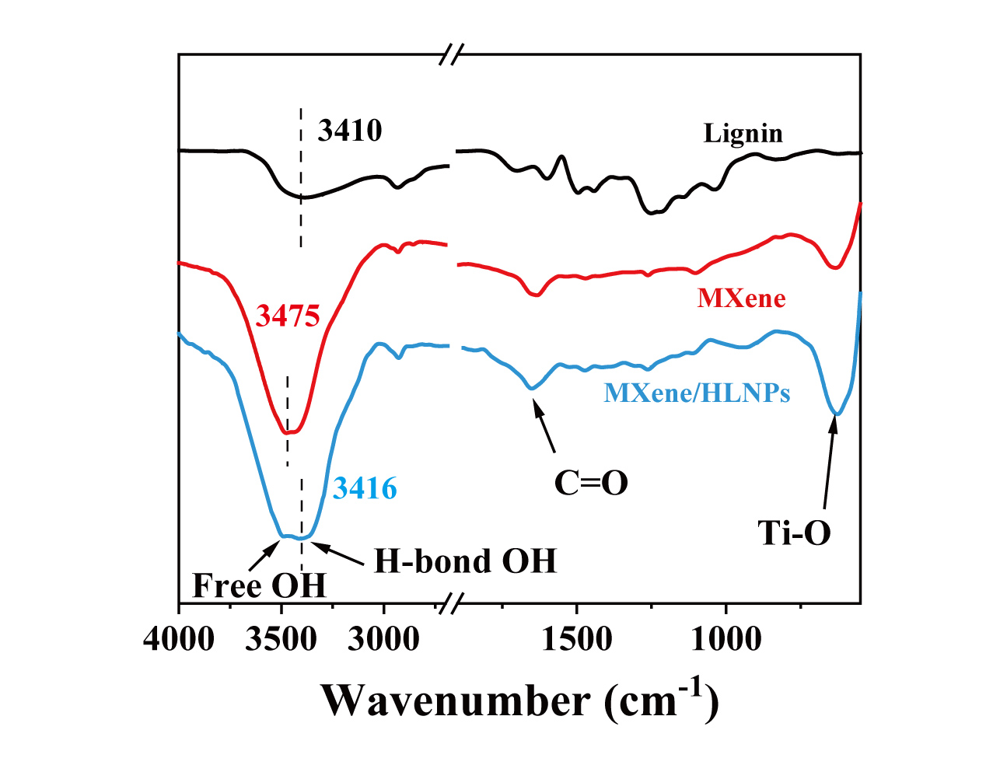 3410
Lignin
3475
MXene
MXene/HLNPs
3416
C=O
Ti-O
H-bond OH
Free OH
4000 3500 3000 1500 1000
Wavenumber (cm⁻¹)